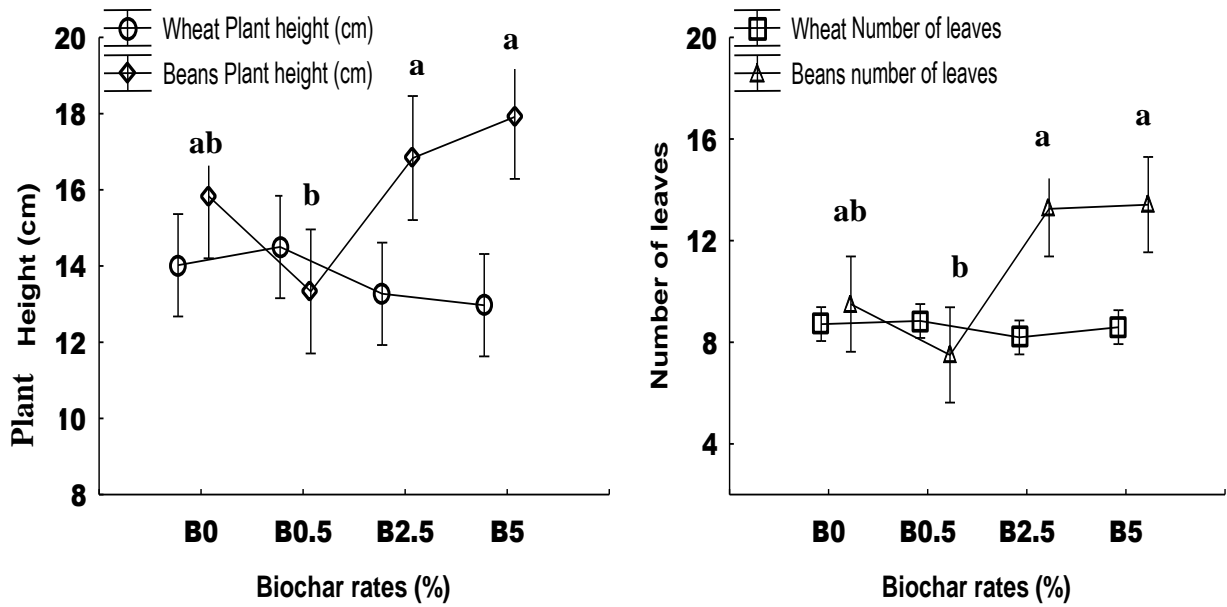 Wheat Plant height (cm)
Beans Plant height (cm)
20
18
16
14
12
10
8
Plant Height (cm)
ab
b
a
a
B0 B0.5 B2.5 B5
Biochar rates (%)
Wheat Number of leaves
Beans number of leaves
20
16
12
8
4
Number of leaves
ab
b
a
a
B0 B0.5 B2.5 B5
Biochar rates (%)